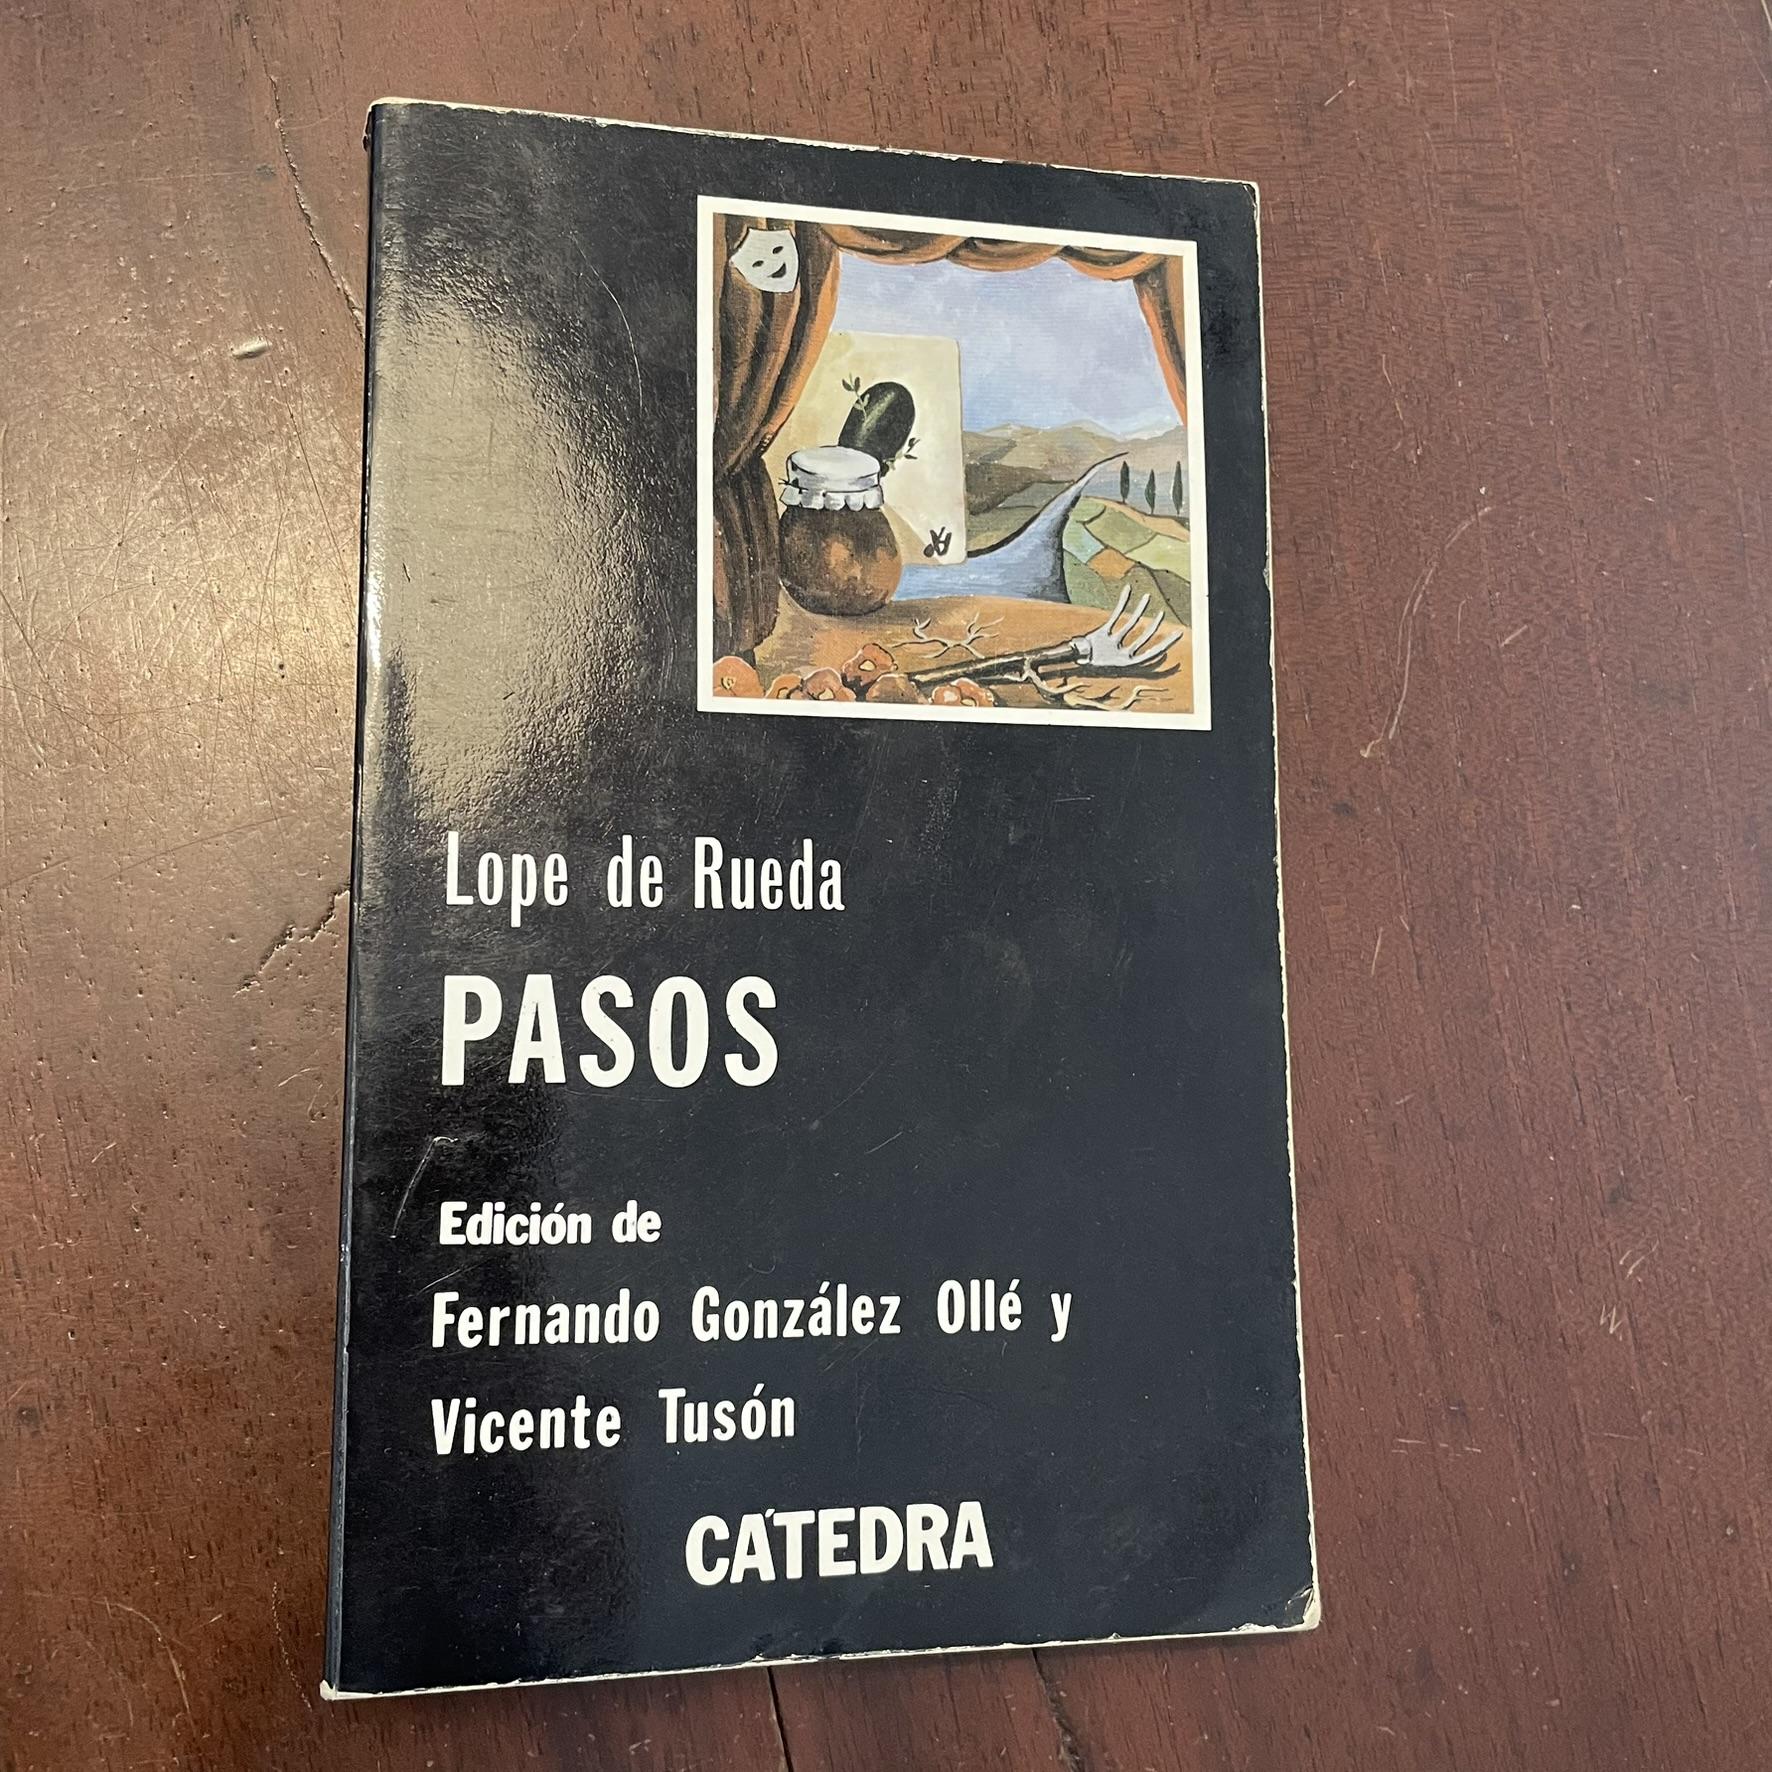 Lope de Rueda
PASOS
Edición de
Fernando González Ollé y
Vicente Tusón
CÁTEDRA